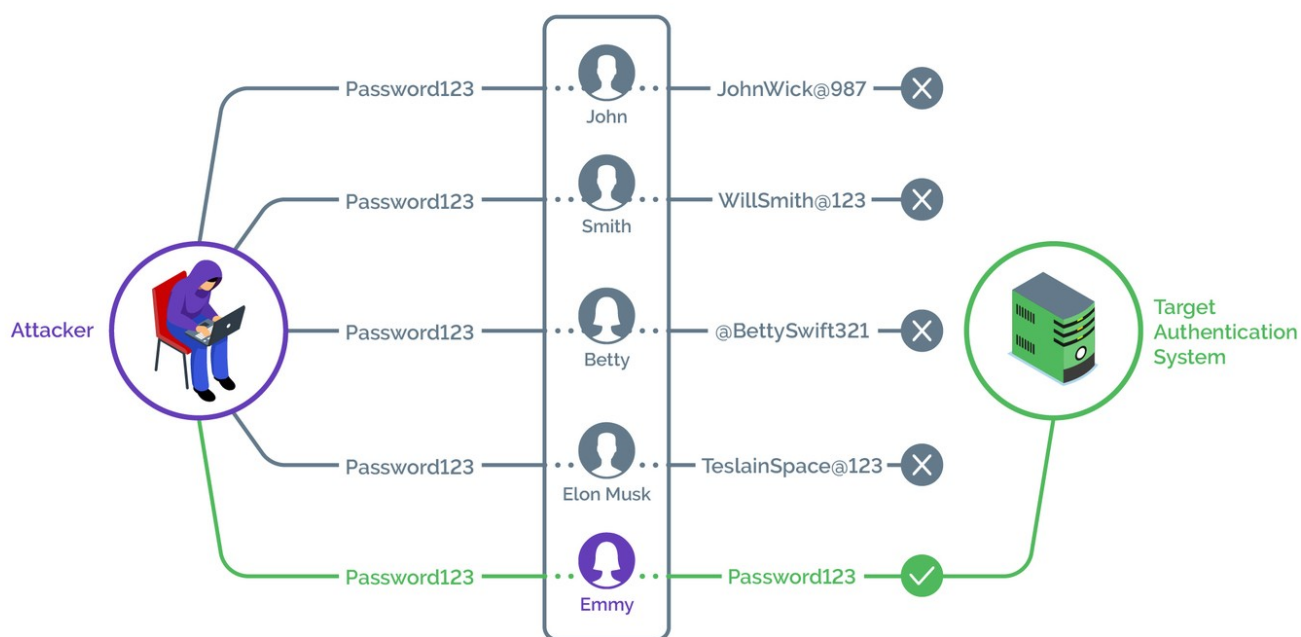 Password123
John
JohnWick@987
Password123
Smith
WillSmith@123
Attacker
Password123
Betty
@BettySwift321
Target
Authentication
System
Password123
Elon Musk
TeslainSpace@123
Password123
Emmy
Password123